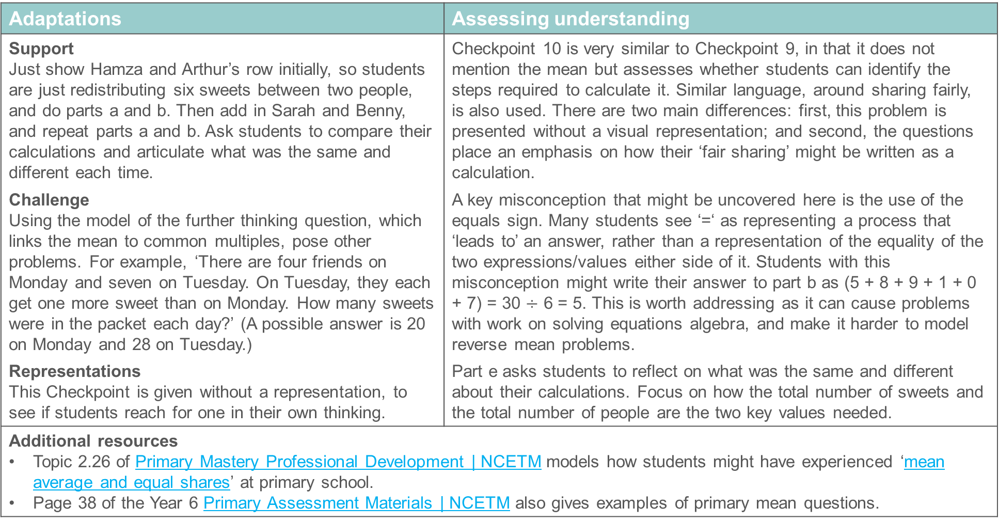 Adaptations
Support
Just show Hamza and Arthur’s row initially, so students
are just redistributing six sweets between two people,
and do parts a and b. Then add in Sarah and Benny,
and repeat parts a and b. Ask students to compare their
calculations and articulate what was the same and
different each time.
Challenge
Using the model of the further thinking question, which
links the mean to common multiples, pose other
problems. For example, ‘There are four friends on
Monday and seven on Tuesday. On Tuesday, they each
get one more sweet than on Monday. How many sweets
were in the packet each day?’ (A possible answer is 20
on Monday and 28 on Tuesday.)
Representations
This Checkpoint is given without a representation, to
see if students reach for one in their own thinking.
Assessing understanding
Checkpoint 10 is very similar to Checkpoint 9, in that it does not
mention the mean but assesses whether students can identify the
steps required to calculate it. Similar language, around sharing fairly,
is also used. There are two main differences: first, this problem is
presented without a visual representation; and second, the questions
place an emphasis on how their ‘fair sharing’ might be written as a
calculation.
A key misconception that might be uncovered here is the use of the
equals sign. Many students see ‘=‘ as representing a process that
‘leads to’ an answer, rather than a representation of the equality of the
two expressions/values either side of it. Students with this
misconception might write their answer to part b as (5 + 8 + 9 + 1 + 0
+ 7) = 30 ÷ 6 = 5. This is worth addressing as it can cause problems
with work on solving equations algebra, and make it harder to model
reverse mean problems.
Part e asks students to reflect on what was the same and different
about their calculations. Focus on how the total number of sweets and
the total number of people are the two key values needed.
Additional resources
• Topic 2.26 of Primary Mastery Professional Development | NCETM models how students might have experienced ‘mean
average and equal shares’ at primary school.
• Page 38 of the Year 6 Primary Assessment Materials | NCETM also gives examples of primary mean questions.